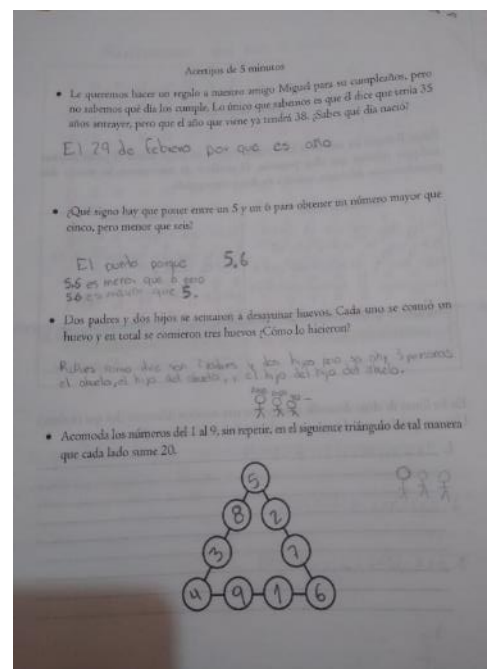 Acertijos de 5 minutos
• Le queremos hacer un regalo a nuestro amigo Miguel para su cumpleaños, pero
no sabemos qué día los cumple. Lo único que sabemos es que él dice que tenía 35
años anteayer, pero que el año que viene ya tendrá 38. ¿Sabes qué día nació?
El 29 de febrero por que es año
• ¿Qué signo hay que poner entre un 5 y un 6 para obtener un número mayor que
cinco, pero menor que seis?
El punto porque 5.6
5.6 es menor que 6 pero
5.6 es mayor que 5.
• Dos padres y dos hijos se sentaron a desayunar huevos. Cada uno se comió un
huevo y en total se comieron tres huevos ¿Cómo lo hicieron?
dos hijos 3 personas
el abuelo, el hijo del abuelo, y el hijo del hijo del abuelo.
• Acomoda los números del 1 al 9, sin repetir, en el siguiente triángulo de tal manera
que cada lado sume 20.
5
8 2
3 7
4 9 1 6